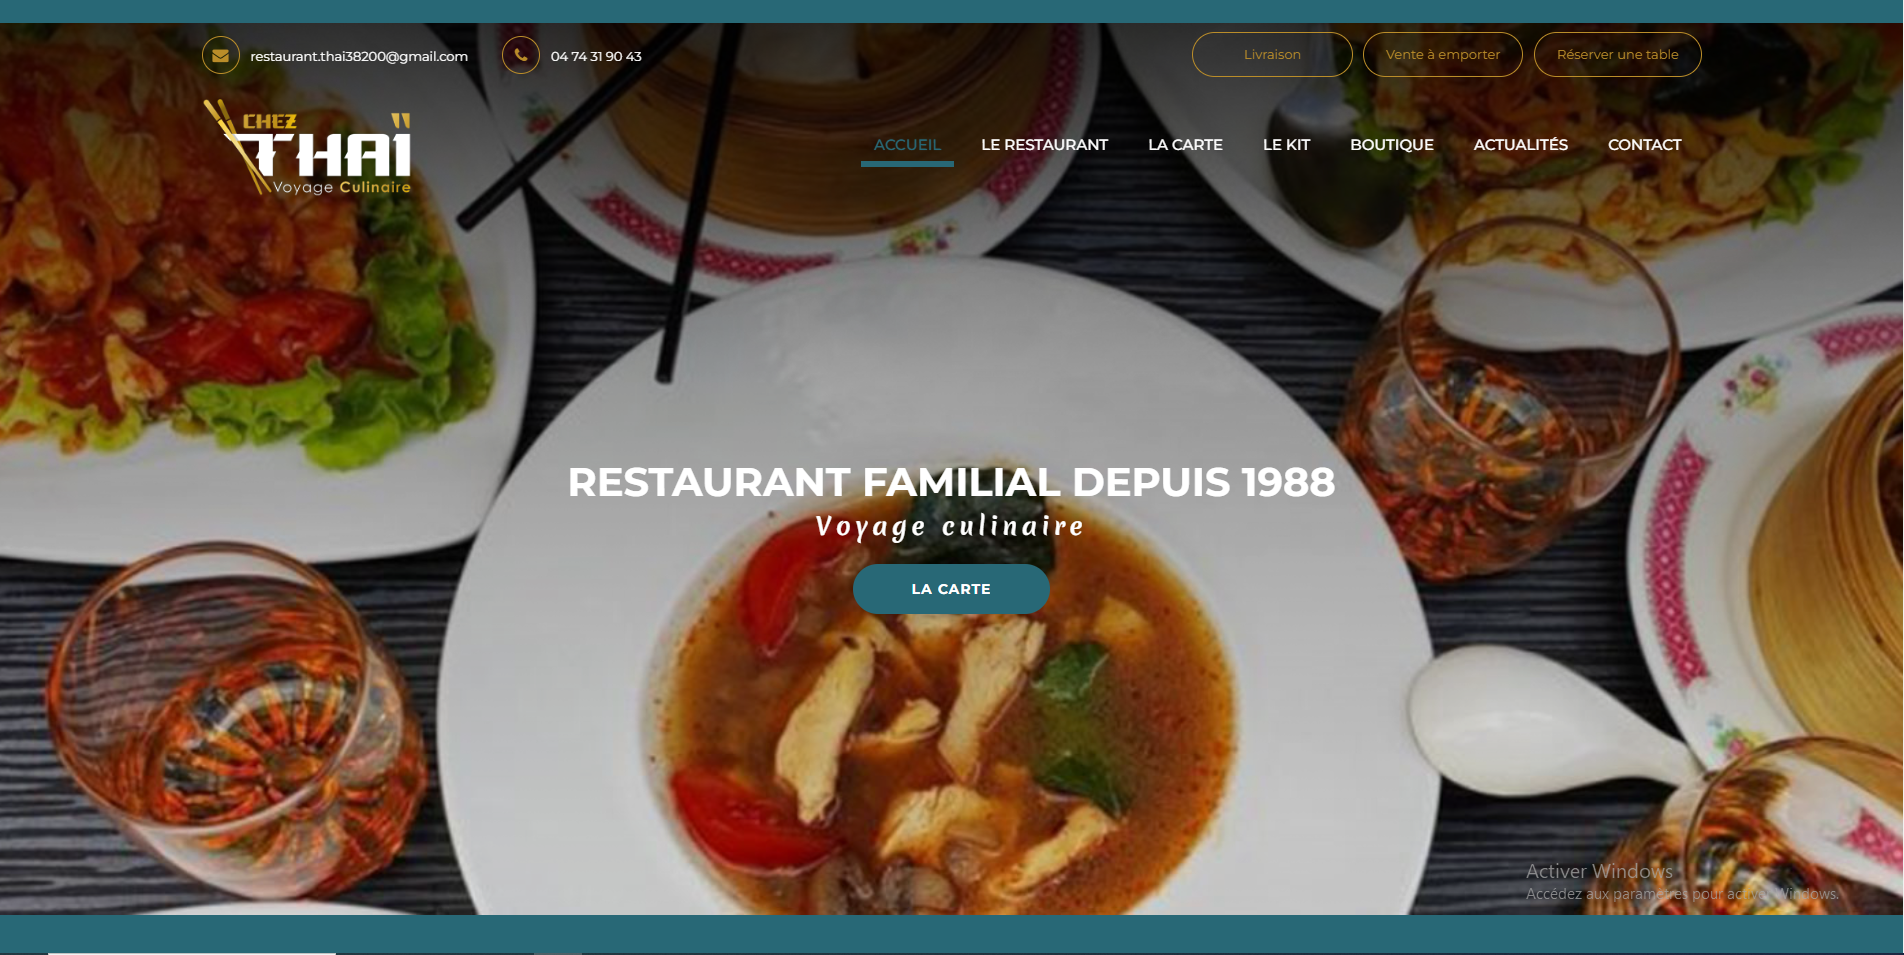 restaurant.thai38200@gmail.com
04 74 31 90 43
Livraison
Vente à emporter
Réserver une table
CHEZ
THAÏ
Voyage Culinaire
ACCUEIL
LE RESTAURANT
LA CARTE
LE KIT
BOUTIQUE
ACTUALITÉS
CONTACT
RESTAURANT FAMILIAL DEPUIS 1988
Voyage culinaire
LA CARTE
Activer Windows
Accédez aux paramètres pour activer Windows.